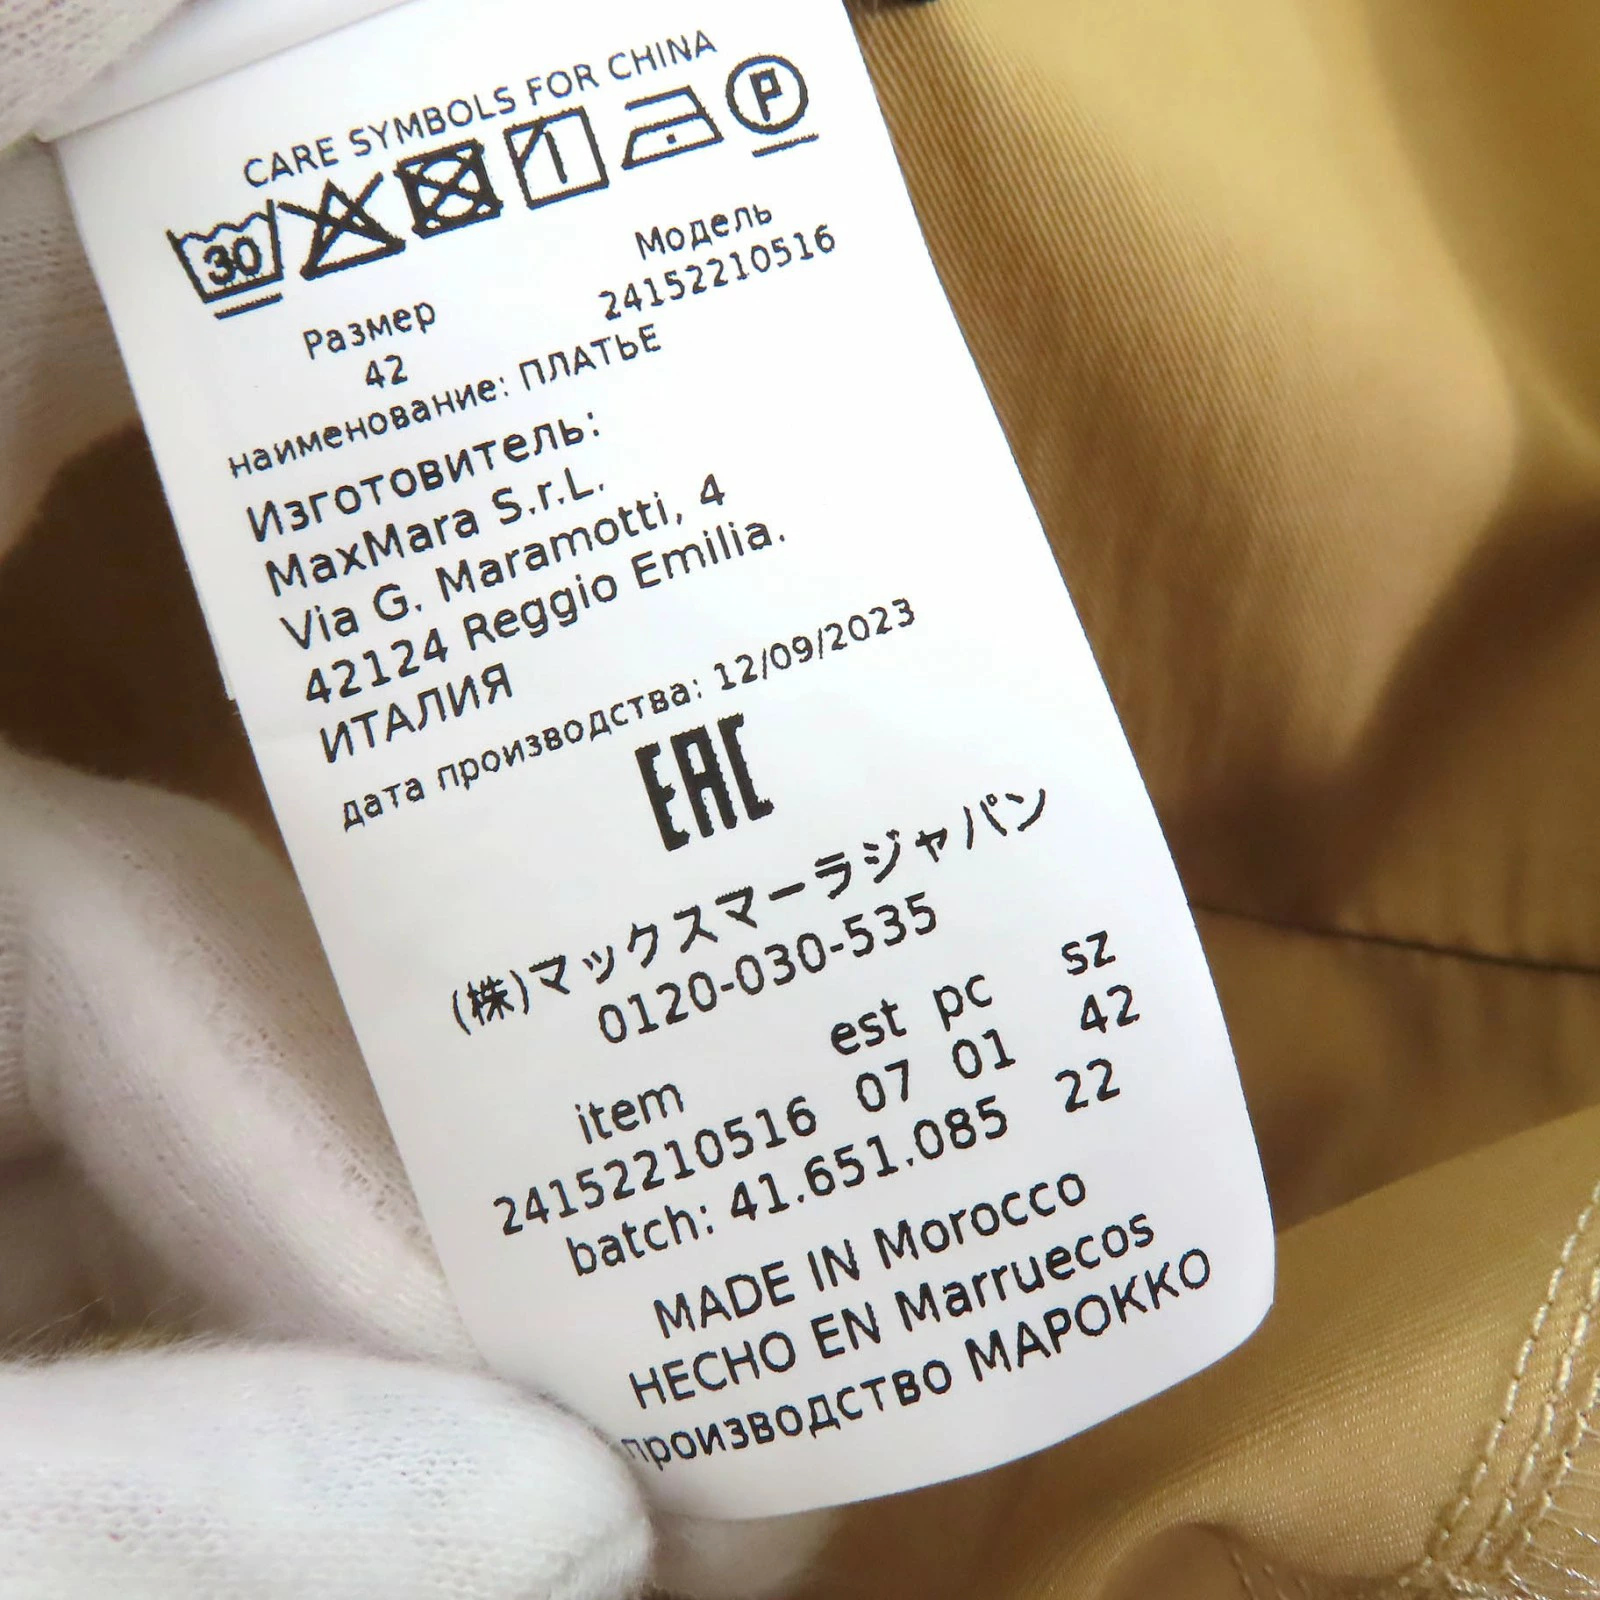 CARE SYMBOLS FOR CHINA
30 P
Размер Модель
42 24152210516
наименование: ПЛАТЬЕ
Изготовитель:
MaxMara S.r.L.
Via G. Maramotti, 4
42124 Reggio Emilia.
ИТАЛИЯ
дата производства: 12/09/2023
EAC
(株)マックスマーラジャパン
0120-030-535
item est pc sz
24152210516 07 01 42
batch: 41.651.085 22
MADE IN Morocco
HECHO EN Marruecos
производство МАРОККО